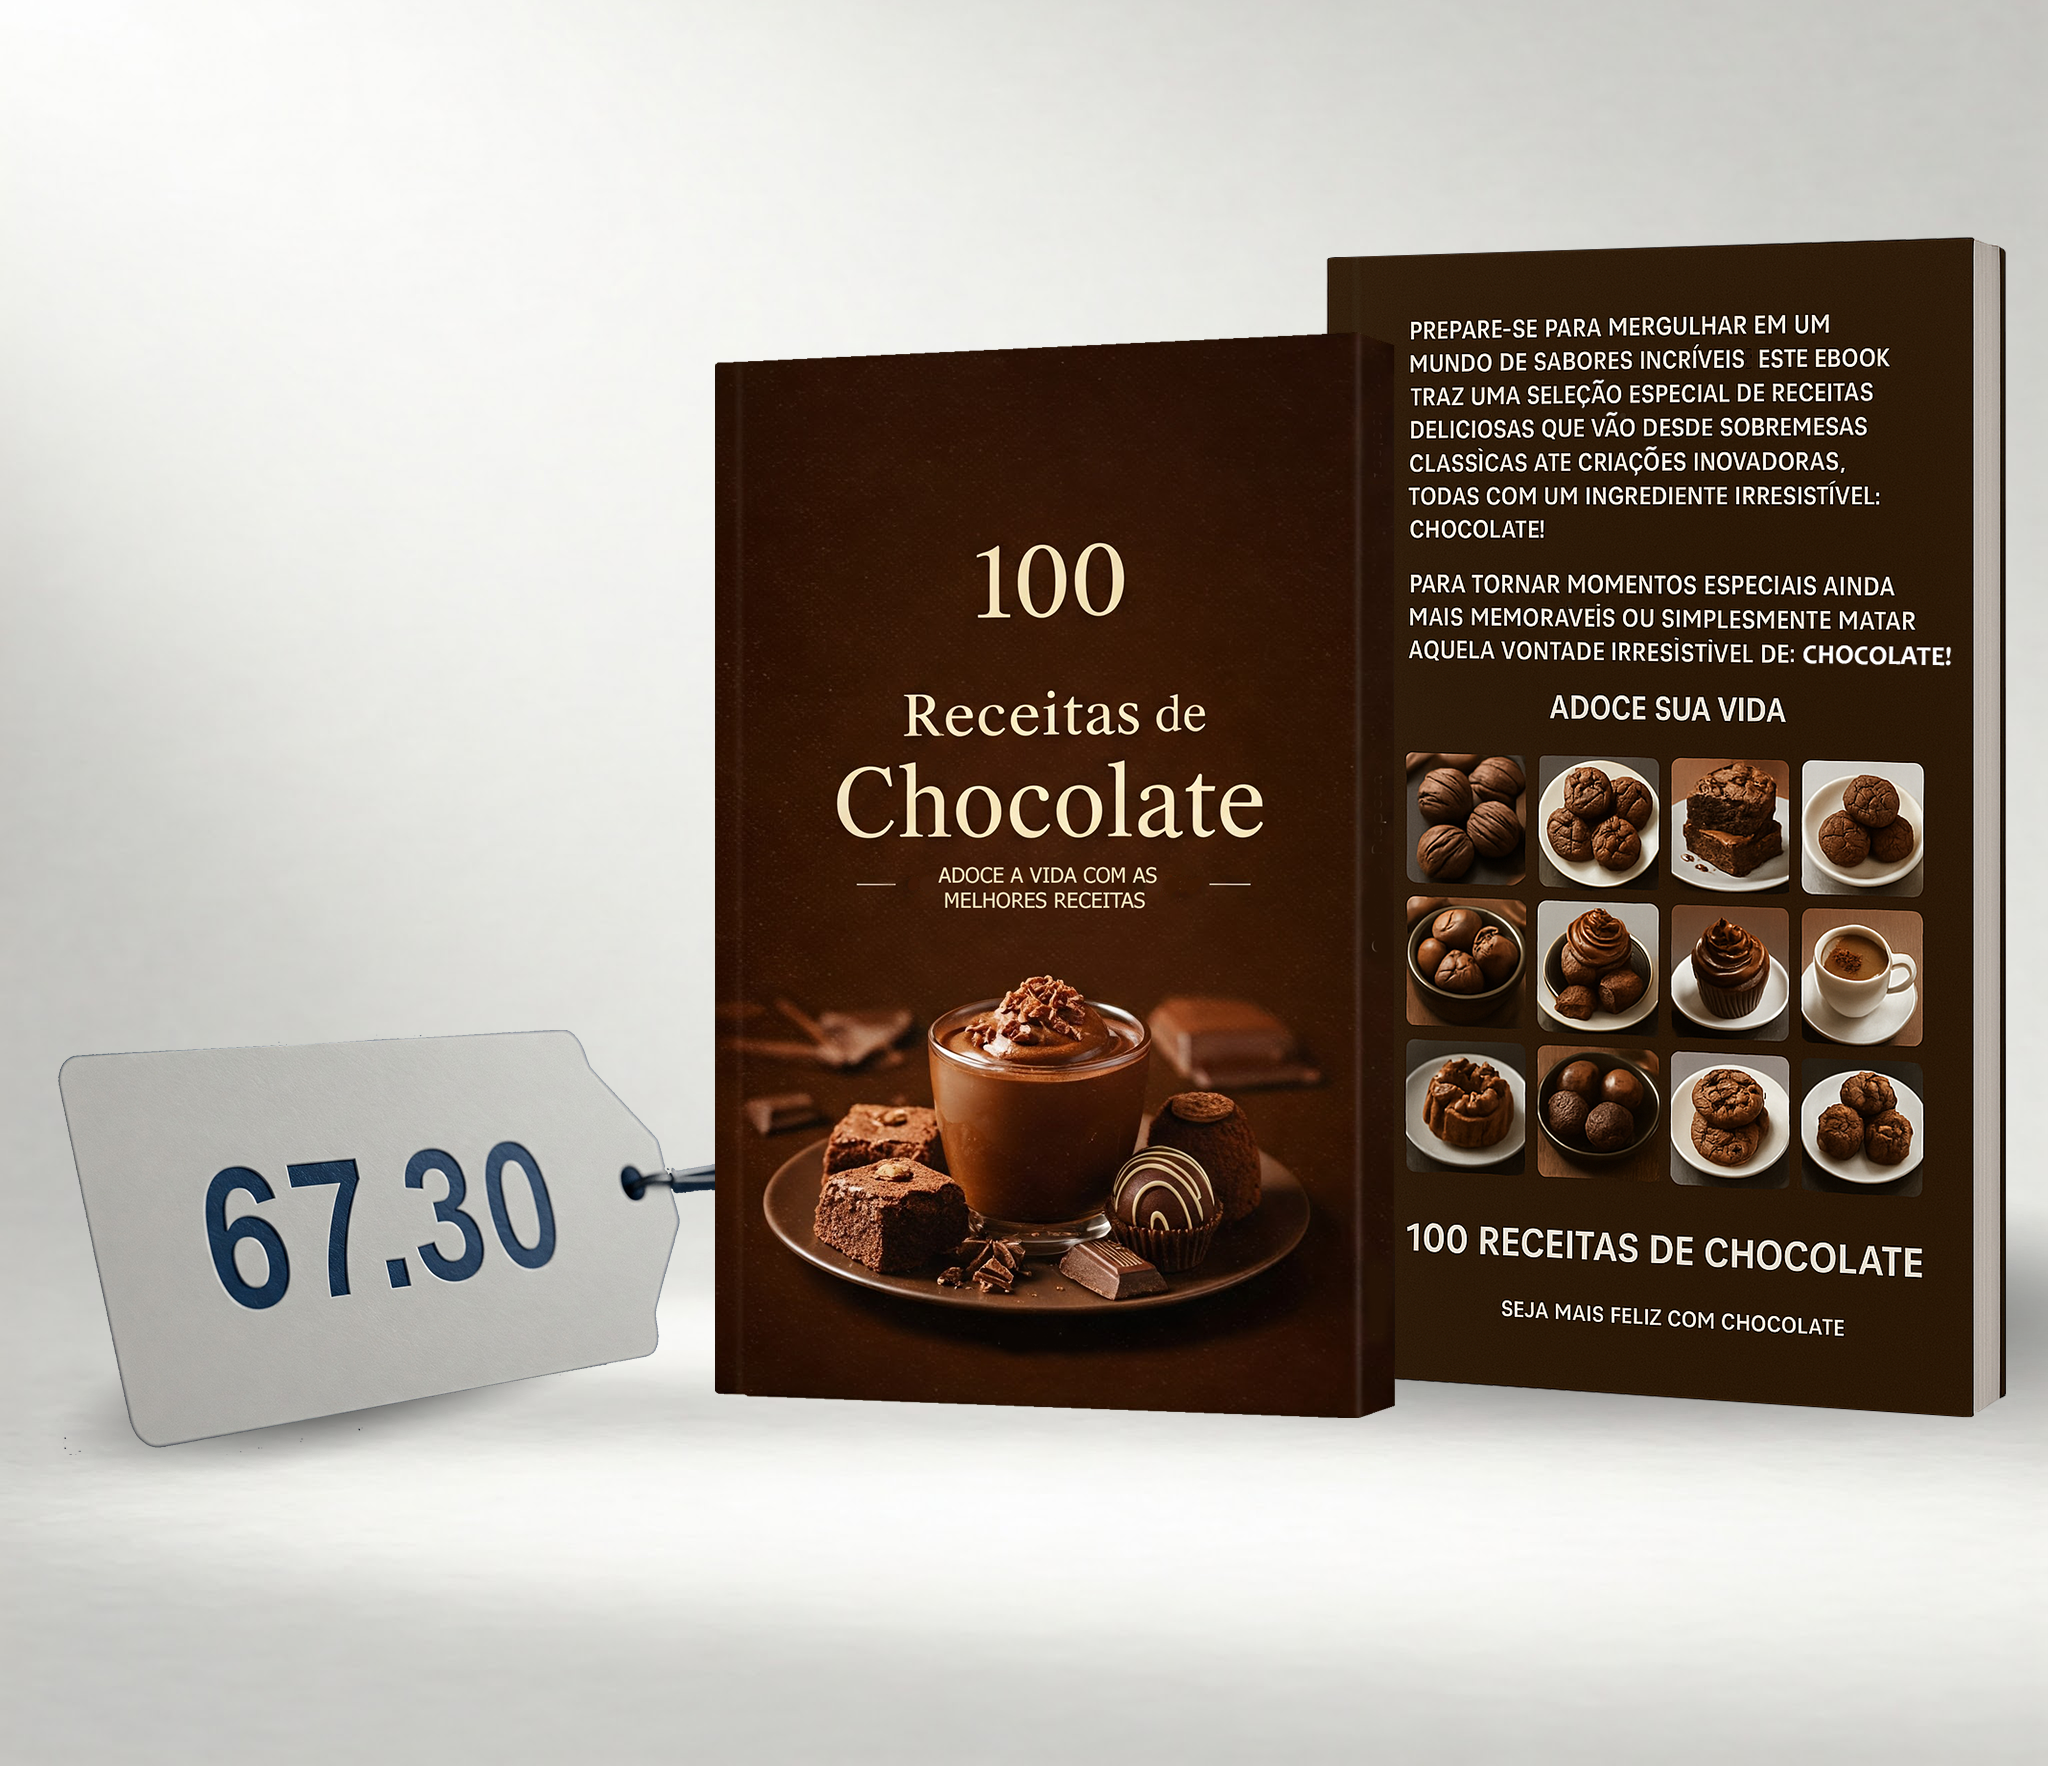 67.30
100
Receitas de
Chocolate
ADOCE A VIDA COM AS
MELHORES RECEITAS
PREPARE-SE PARA MERGULHAR EM UM
MUNDO DE SABORES INCRÍVEIS ESTE EBOOK
TRAZ UMA SELEÇÃO ESPECIAL DE RECEITAS
DELICIOSAS QUE VÃO DESDE SOBREMESAS
CLASSÌCAS ATE CRIAÇÕES INOVADORAS,
TODAS COM UM INGREDIENTE IRRESISTÍVEL:
CHOCOLATE!
PARA TORNAR MOMENTOS ESPECIAIS AINDA
MAIS MEMORAVEİS OU SIMPLESMENTE MATAR
AQUELA VONTADE IRRESÌSTÌVEL DE: CHOCOLATE!
ADOCE SUA VIDA
100 RECEITAS DE CHOCOLATE
SEJA MAIS FELIZ COM CHOCOLATE